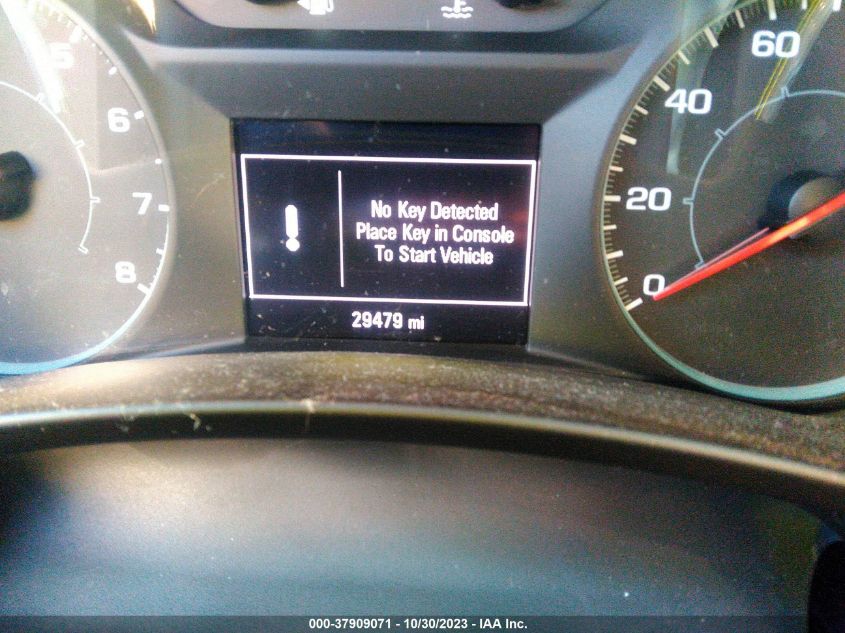 5
6
7
8
No Key Detected
Place Key in Console
To Start Vehicle
29479 mi
0
20
40
60
000-37909071 - 10/30/2023 - IAA Inc.